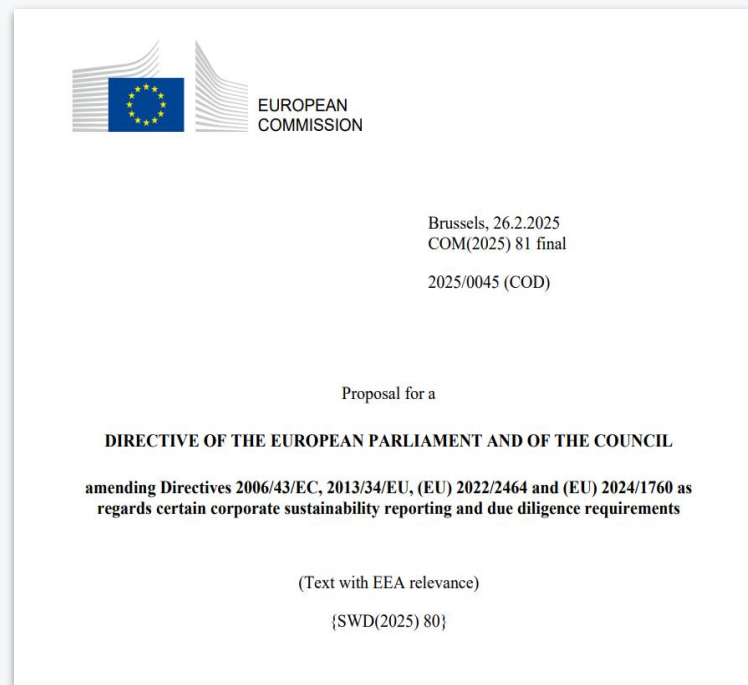 EUROPEAN
COMMISSION
Brussels, 26.2.2025
COM(2025) 81 final
2025/0045 (COD)
Proposal for a
DIRECTIVE OF THE EUROPEAN PARLIAMENT AND OF THE COUNCIL
amending Directives 2006/43/EC, 2013/34/EU, (EU) 2022/2464 and (EU) 2024/1760 as
regards certain corporate sustainability reporting and due diligence requirements
(Text with EEA relevance)
{SWD(2025) 80}